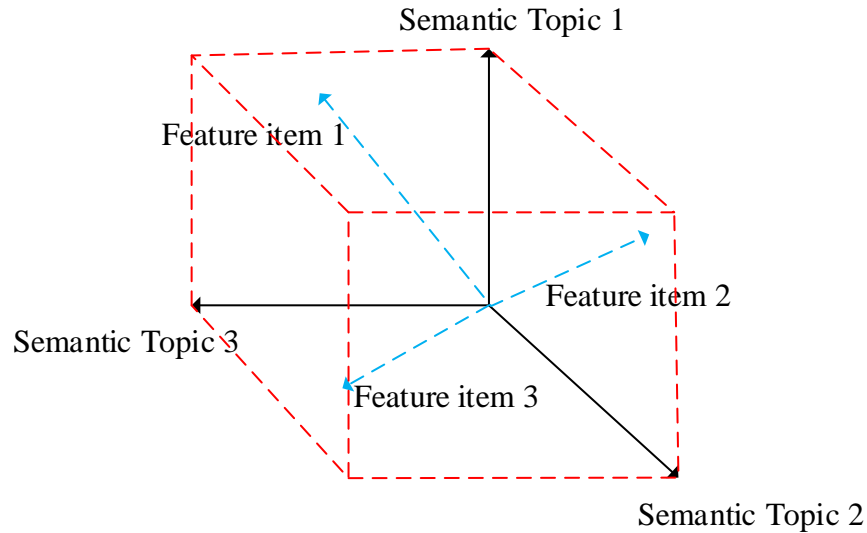 Semantic Topic 1
Feature item 1
Feature item 2
Semantic Topic 3
Feature item 3
Semantic Topic 2